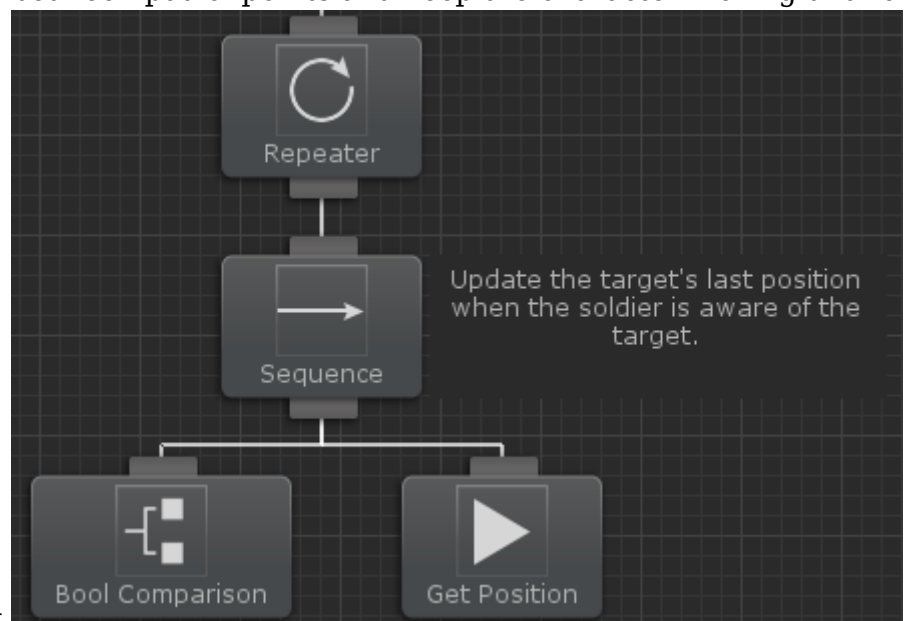 Repeater
Update the target's last position
when the soldier is aware of the
target.
Sequence
Bool Comparison
Get Position